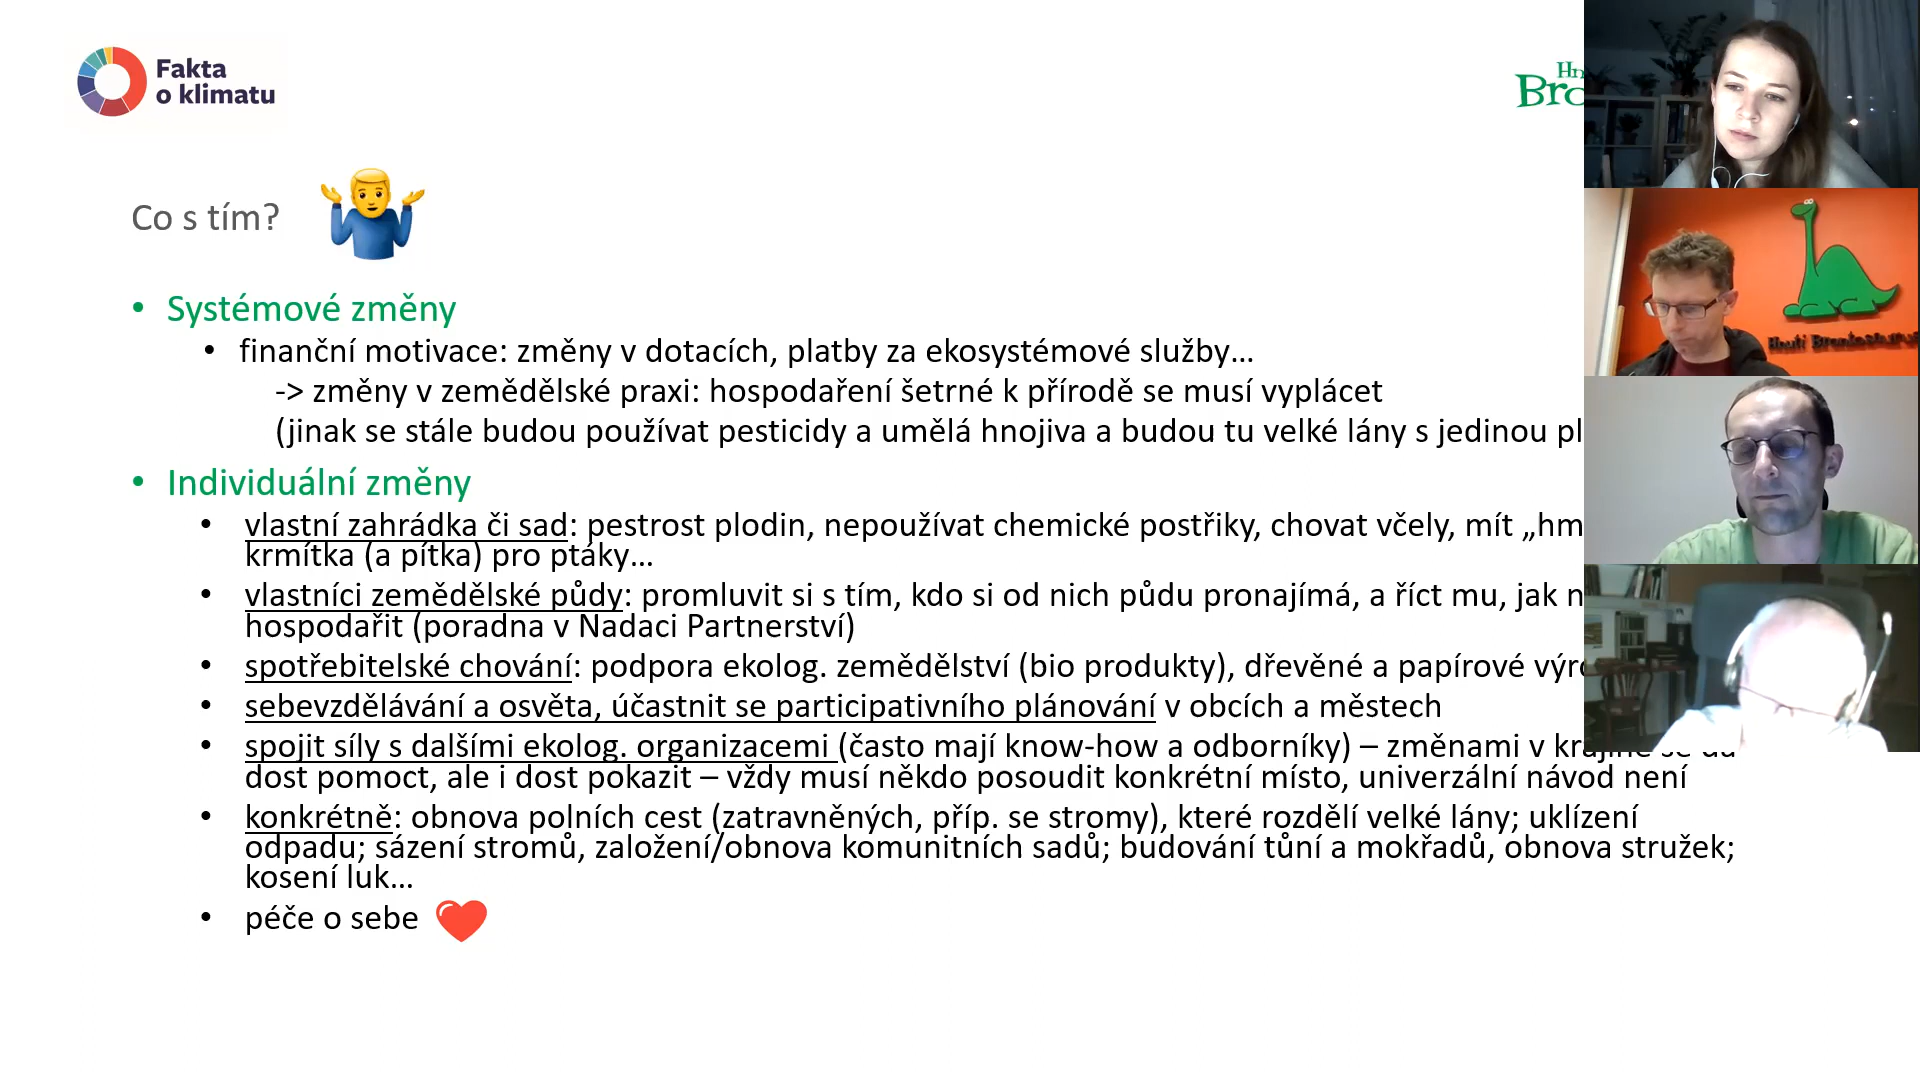 Fakta
o klimatu
Co s tím?
• Systémové změny
• finanční motivace: změny v dotacích, platby za ekosystémové služby…
-> změny v zemědělské praxi: hospodaření šetrné k přírodě se musí vyplácet
(jinak se stále budou používat pesticidy a umělá hnojiva a budou tu velké lány s jedinou
• Individuální změny
• vlastní zahrádka či sad: pestrost plodin, nepoužívat chemické postřiky, chovat včely, mít
krmítka (a pítka) pro ptáky…
• vlastníci zemědělské půdy: promluvit si s tím, kdo si od nich půdu pronajímá, a říct mu, jak
hospodařit (poradna v Nadaci Partnerství)
• spotřebitelské chování: podpora ekolog. zemědělství (bio produkty), dřevěné a papírové
• sebevzdělávání a osvěta, účastnit se participativního plánování v obcích a městech
• spojit síly s dalšími ekolog. organizacemi (často mají know-how a odborníky) – změnami v
dost pomoct, ale i dost pokazit – vždy musí někdo posoudit konkrétní místo, univerzální návod není
• konkrétně: obnova polních cest (zatravněných, příp. se stromy), které rozdělí velké lány; uklízení
odpadu; sázení stromů, založení/obnova komunitních sadů; budování tůní a mokřadů, obnova stružek;
kosení luk…
• péče o sebe